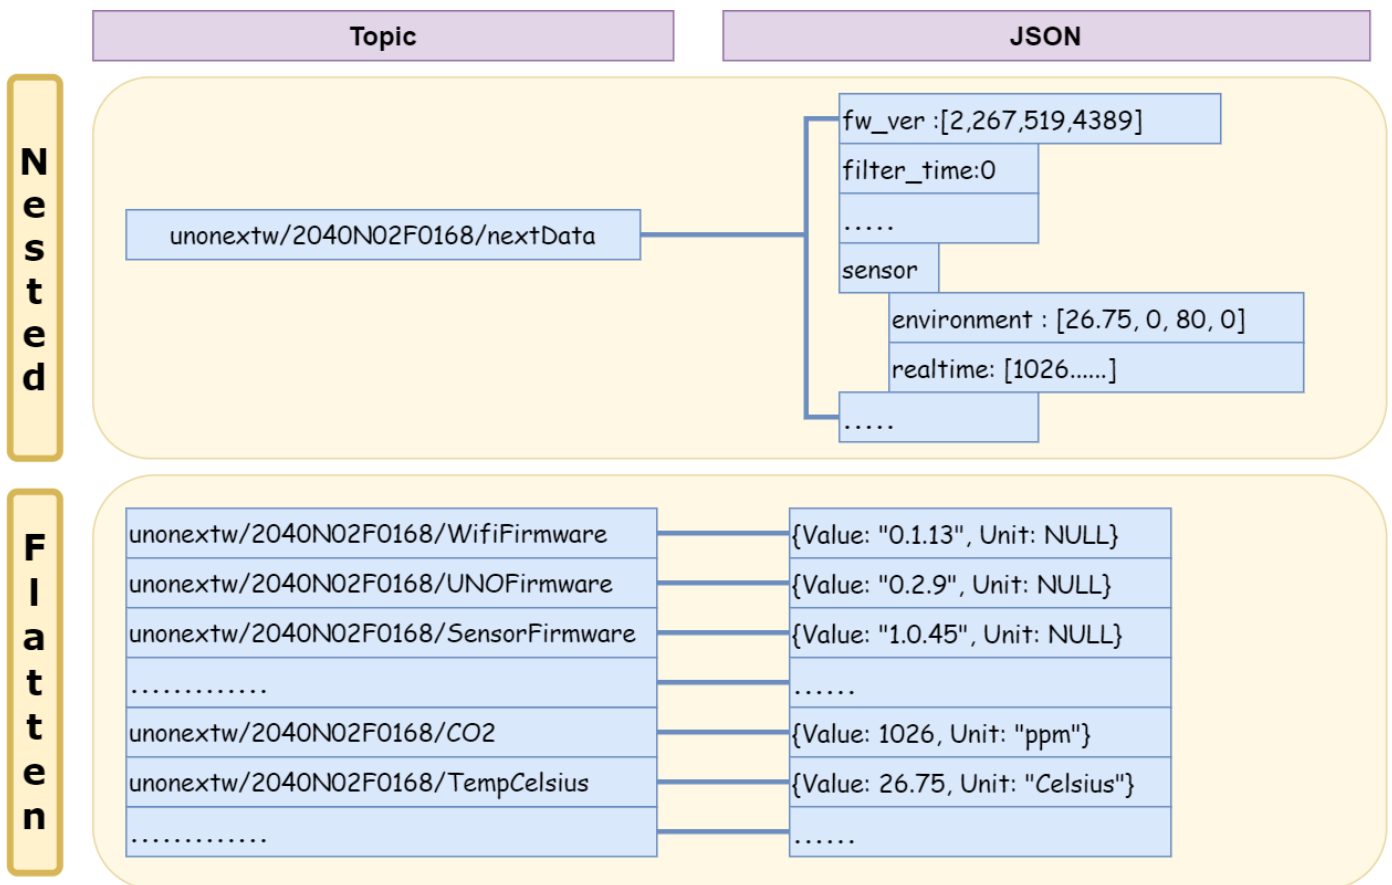 Topic
JSON
Nested
unonextw/2040N02F0168/nextData
fw_ver :[2,267,519,4389]
filter_time:0
.....
sensor
environment : [26.75, 0, 80, 0]
realtime: [1026......]
.....
Flatten
unonextw/2040N02F0168/WifiFirmware
{Value: "0.1.13", Unit: NULL}
unonextw/2040N02F0168/UNOFirmware
{Value: "0.2.9", Unit: NULL}
unonextw/2040N02F0168/SensorFirmware
{Value: "1.0.45", Unit: NULL}
.............
......
unonextw/2040N02F0168/CO2
{Value: 1026, Unit: "ppm"}
unonextw/2040N02F0168/TempCelsius
{Value: 26.75, Unit: "Celsius"}
.............
......